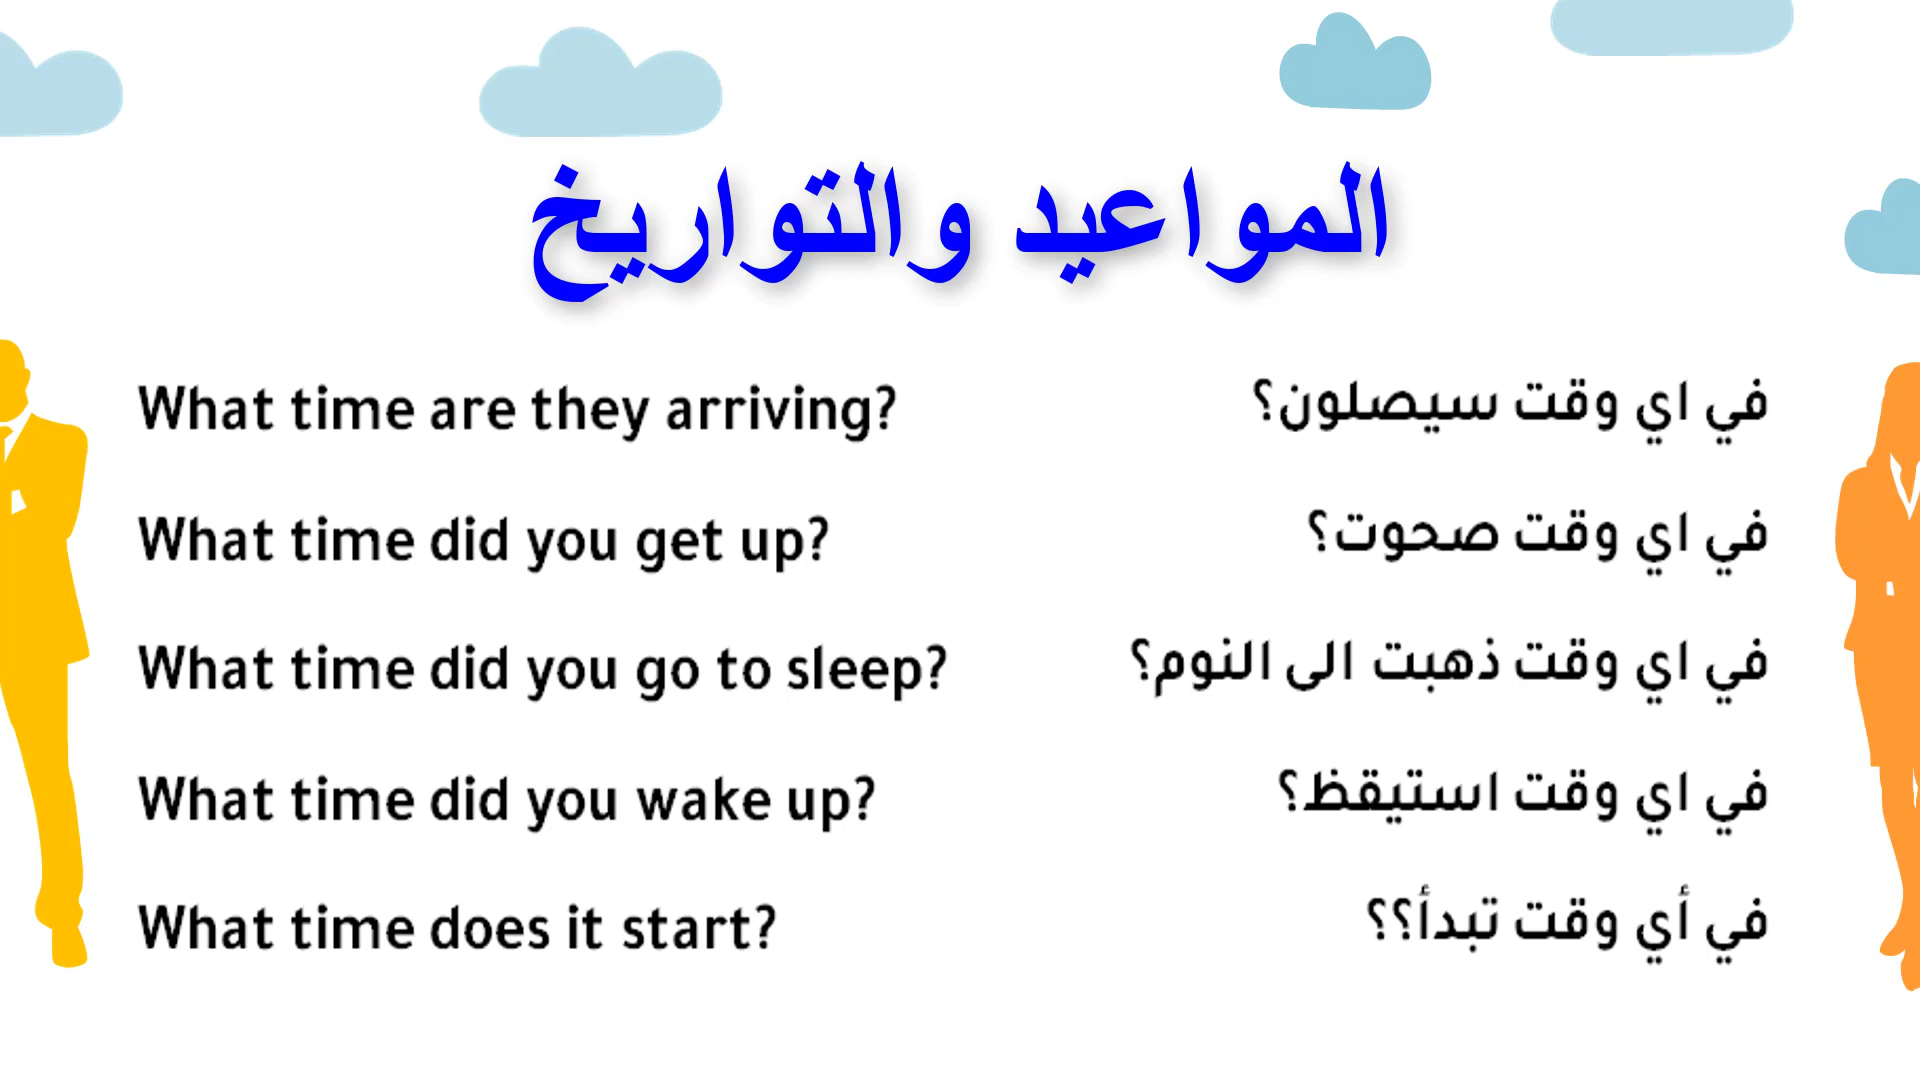 المواعيد والتواريخ
What time are they arriving? في اي وقت سيصلون؟
What time did you get up? في اي وقت صحوت؟
What time did you go to sleep? في اي وقت ذهبت الى النوم؟
What time did you wake up? في اي وقت استيقظ؟
What time does it start? في أي وقت تبدأ؟؟